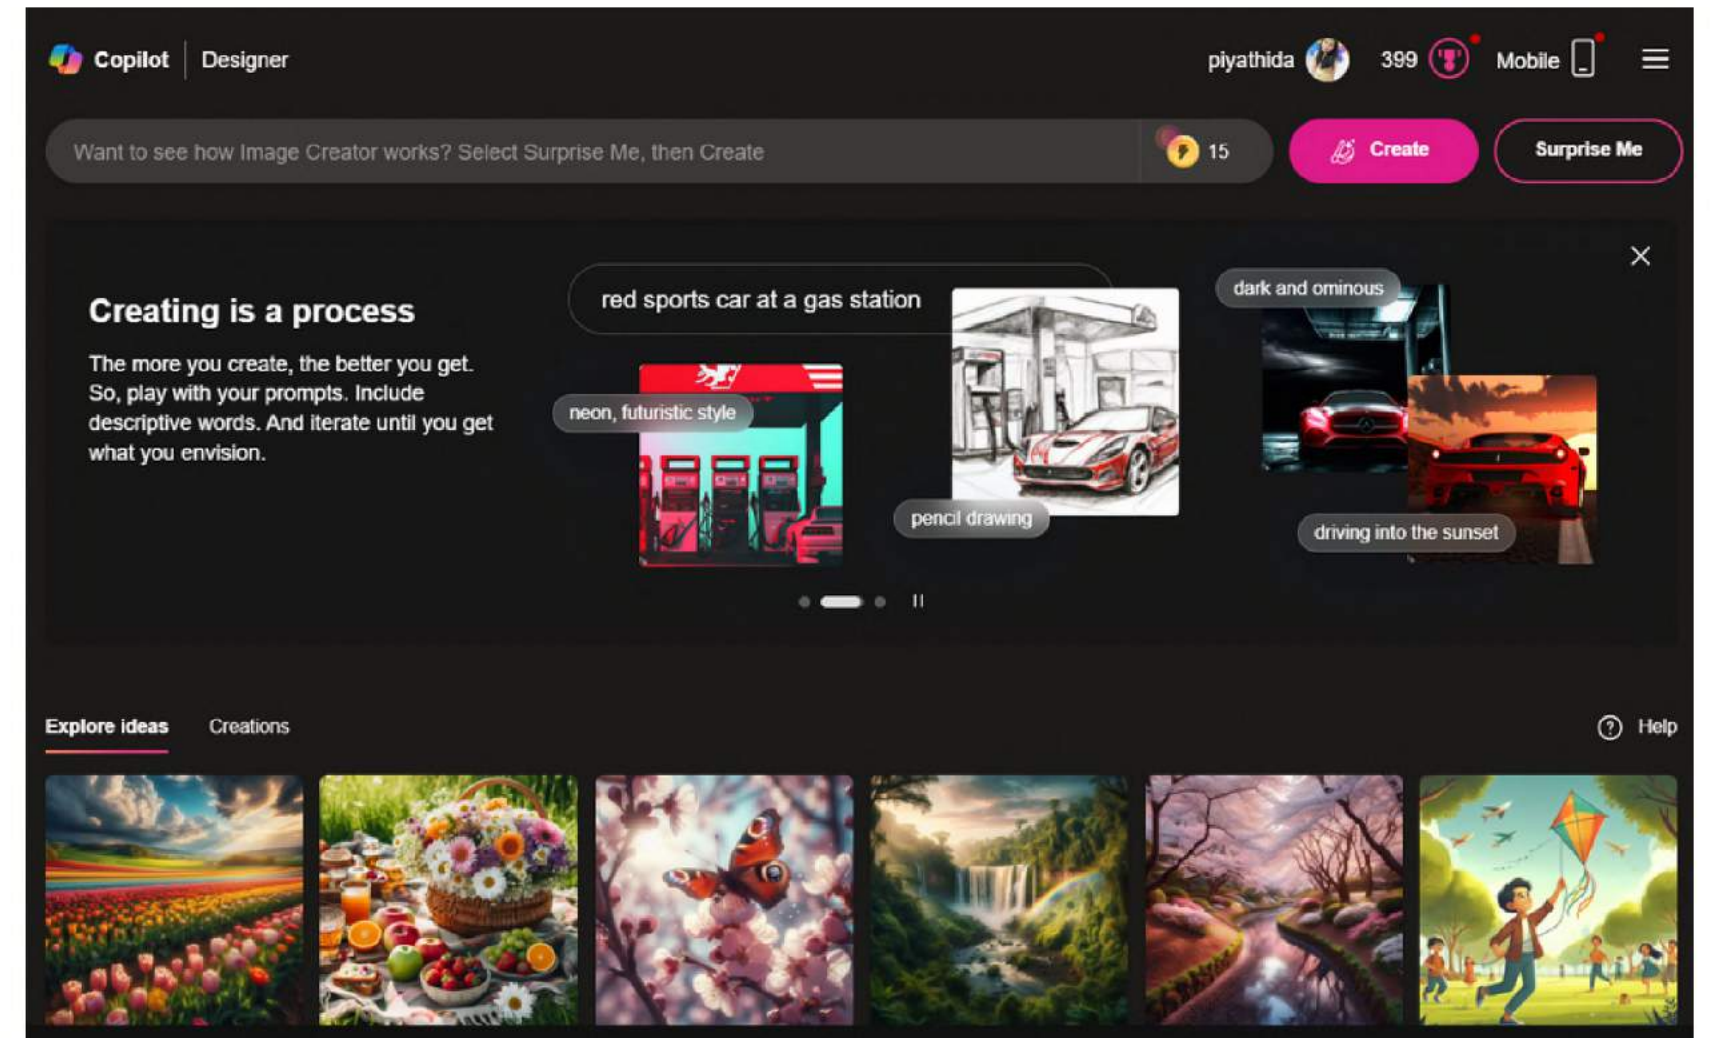 Copilot
Designer
piyathida
399
Mobile
Want to see how Image Creator works? Select Surprise Me, then Create
15
Create
Surprise Me
Creating is a process
The more you create, the better you get.
So, play with your prompts. Include
descriptive words. And iterate until you get
what you envision.
red sports car at a gas station
neon, futuristic style
pencil drawing
dark and ominous
driving into the sunset
Explore ideas
Creations
Help